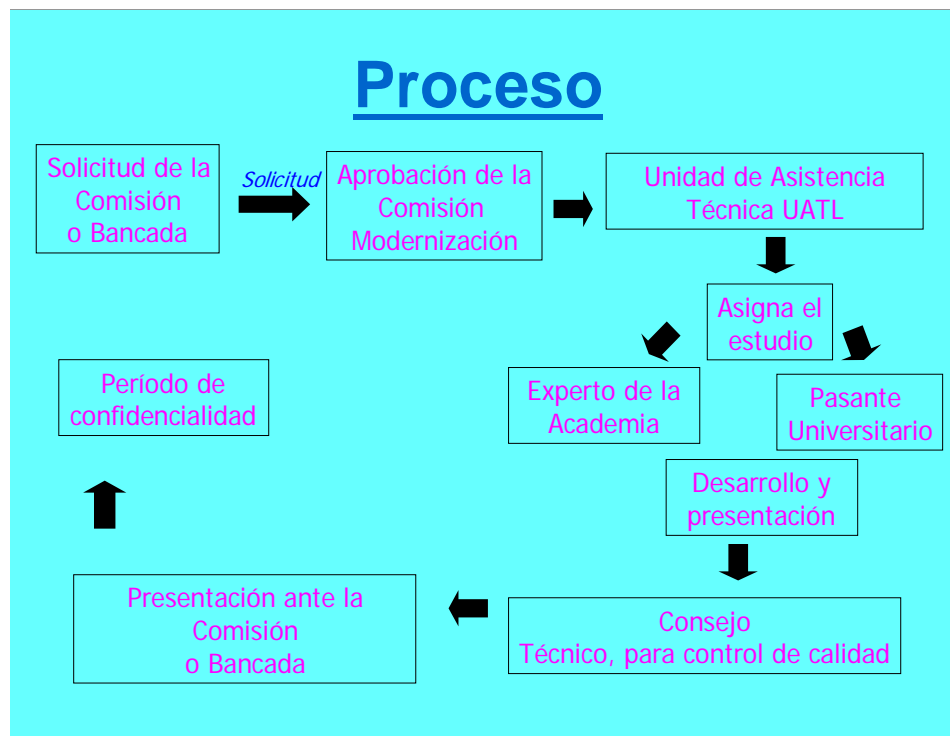 Proceso
Solicitud de la
Comisión
o Bancada
Solicitud
Aprobación de la
Comisión
Modernización
Unidad de Asistencia
Técnica UATL
Asigna el
estudio
Experto de la
Academia
Pasante
Universitario
Desarrollo y
presentación
Consejo
Técnico, para control de calidad
Presentación ante la
Comisión
o Bancada
Período de
confidencialidad